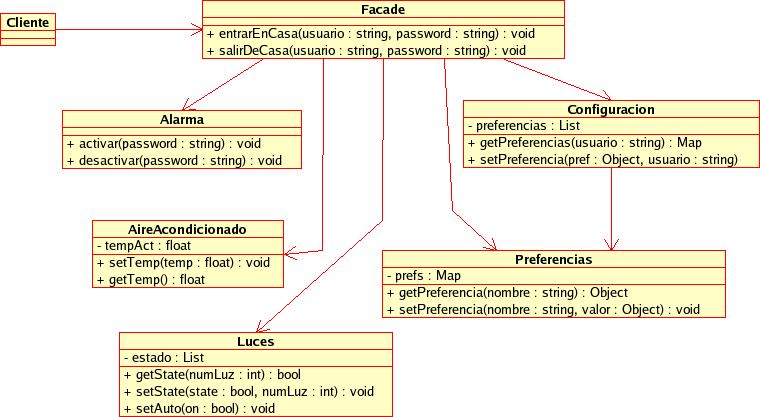 Cliente
Facade
+ entrarEnCasa(usuario : string, password : string) : void
+ salirDeCasa(usuario : string, password : string) : void
Alarma
+ activar(password : string) : void
+ desactivar(password : string) : void
Configuracion
- preferencias : List
+ getPreferencias(usuario : string) : Map
+ setPreferencia(pref : Object, usuario : string)
AireAcondicionado
- tempAct : float
+ setTemp(temp : float) : void
+ getTemp() : float
Preferencias
- prefs : Map
+ getPreferencia(nombre : string) : Object
+ setPreferencia(nombre : string, valor : Object) : void
Luces
- estado : List
+ getState(numLuz : int) : bool
+ setState(state : bool, numLuz : int) : void
+ setAuto(on : bool) : void